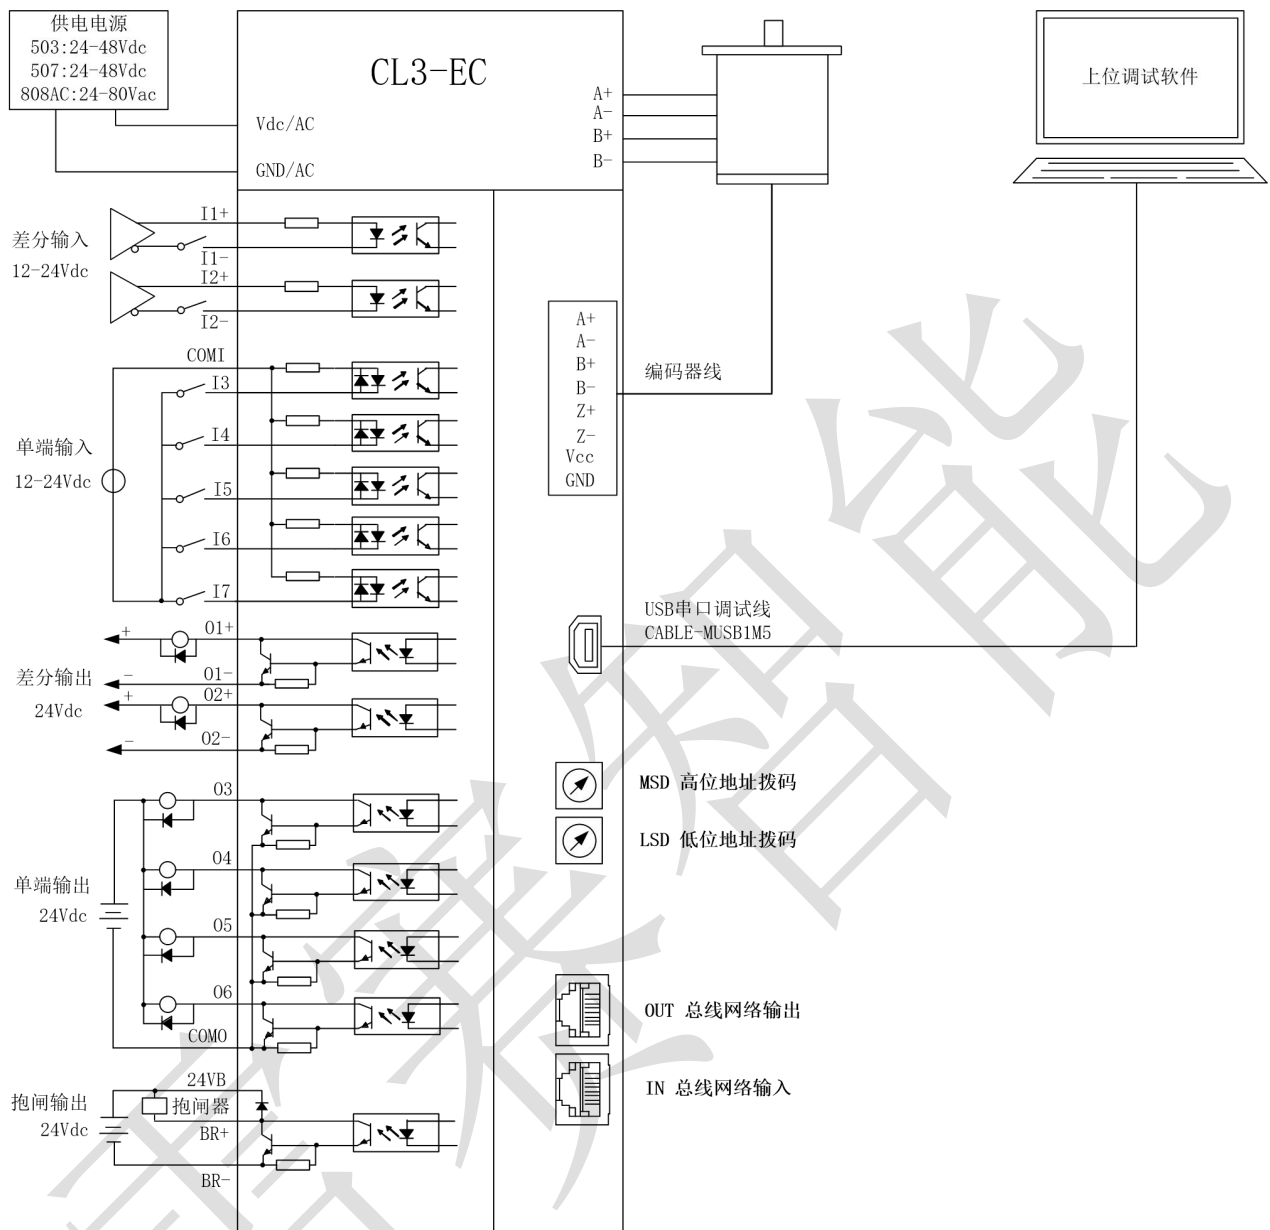 供电电源
503:24-48Vdc
507:24-48Vdc
808AC:24-80Vac
CL3-EC
Vdc/AC
GND/AC
A+
A-
B+
B-
上位调试软件
差分输入
12-24Vdc
I1+
I1-
I2+
I2-
COMI
I3
I4
I5
I6
I7
单端输入
12-24Vdc
A+
A-
B+
B-
Z+
Z-
Vcc
GND
编码器线
USB串口调试线
CABLE-MUSB1M5
差分输出
24Vdc
+
O1+
-
O1-
+
O2+
-
O2-
MSD 高位地址拨码
LSD 低位地址拨码
单端输出
24Vdc
O3
O4
O5
O6
COMO
OUT 总线网络输出
IN 总线网络输入
抱闸输出
24Vdc
24VB
抱闸器
BR+
BR-
雷赛智能